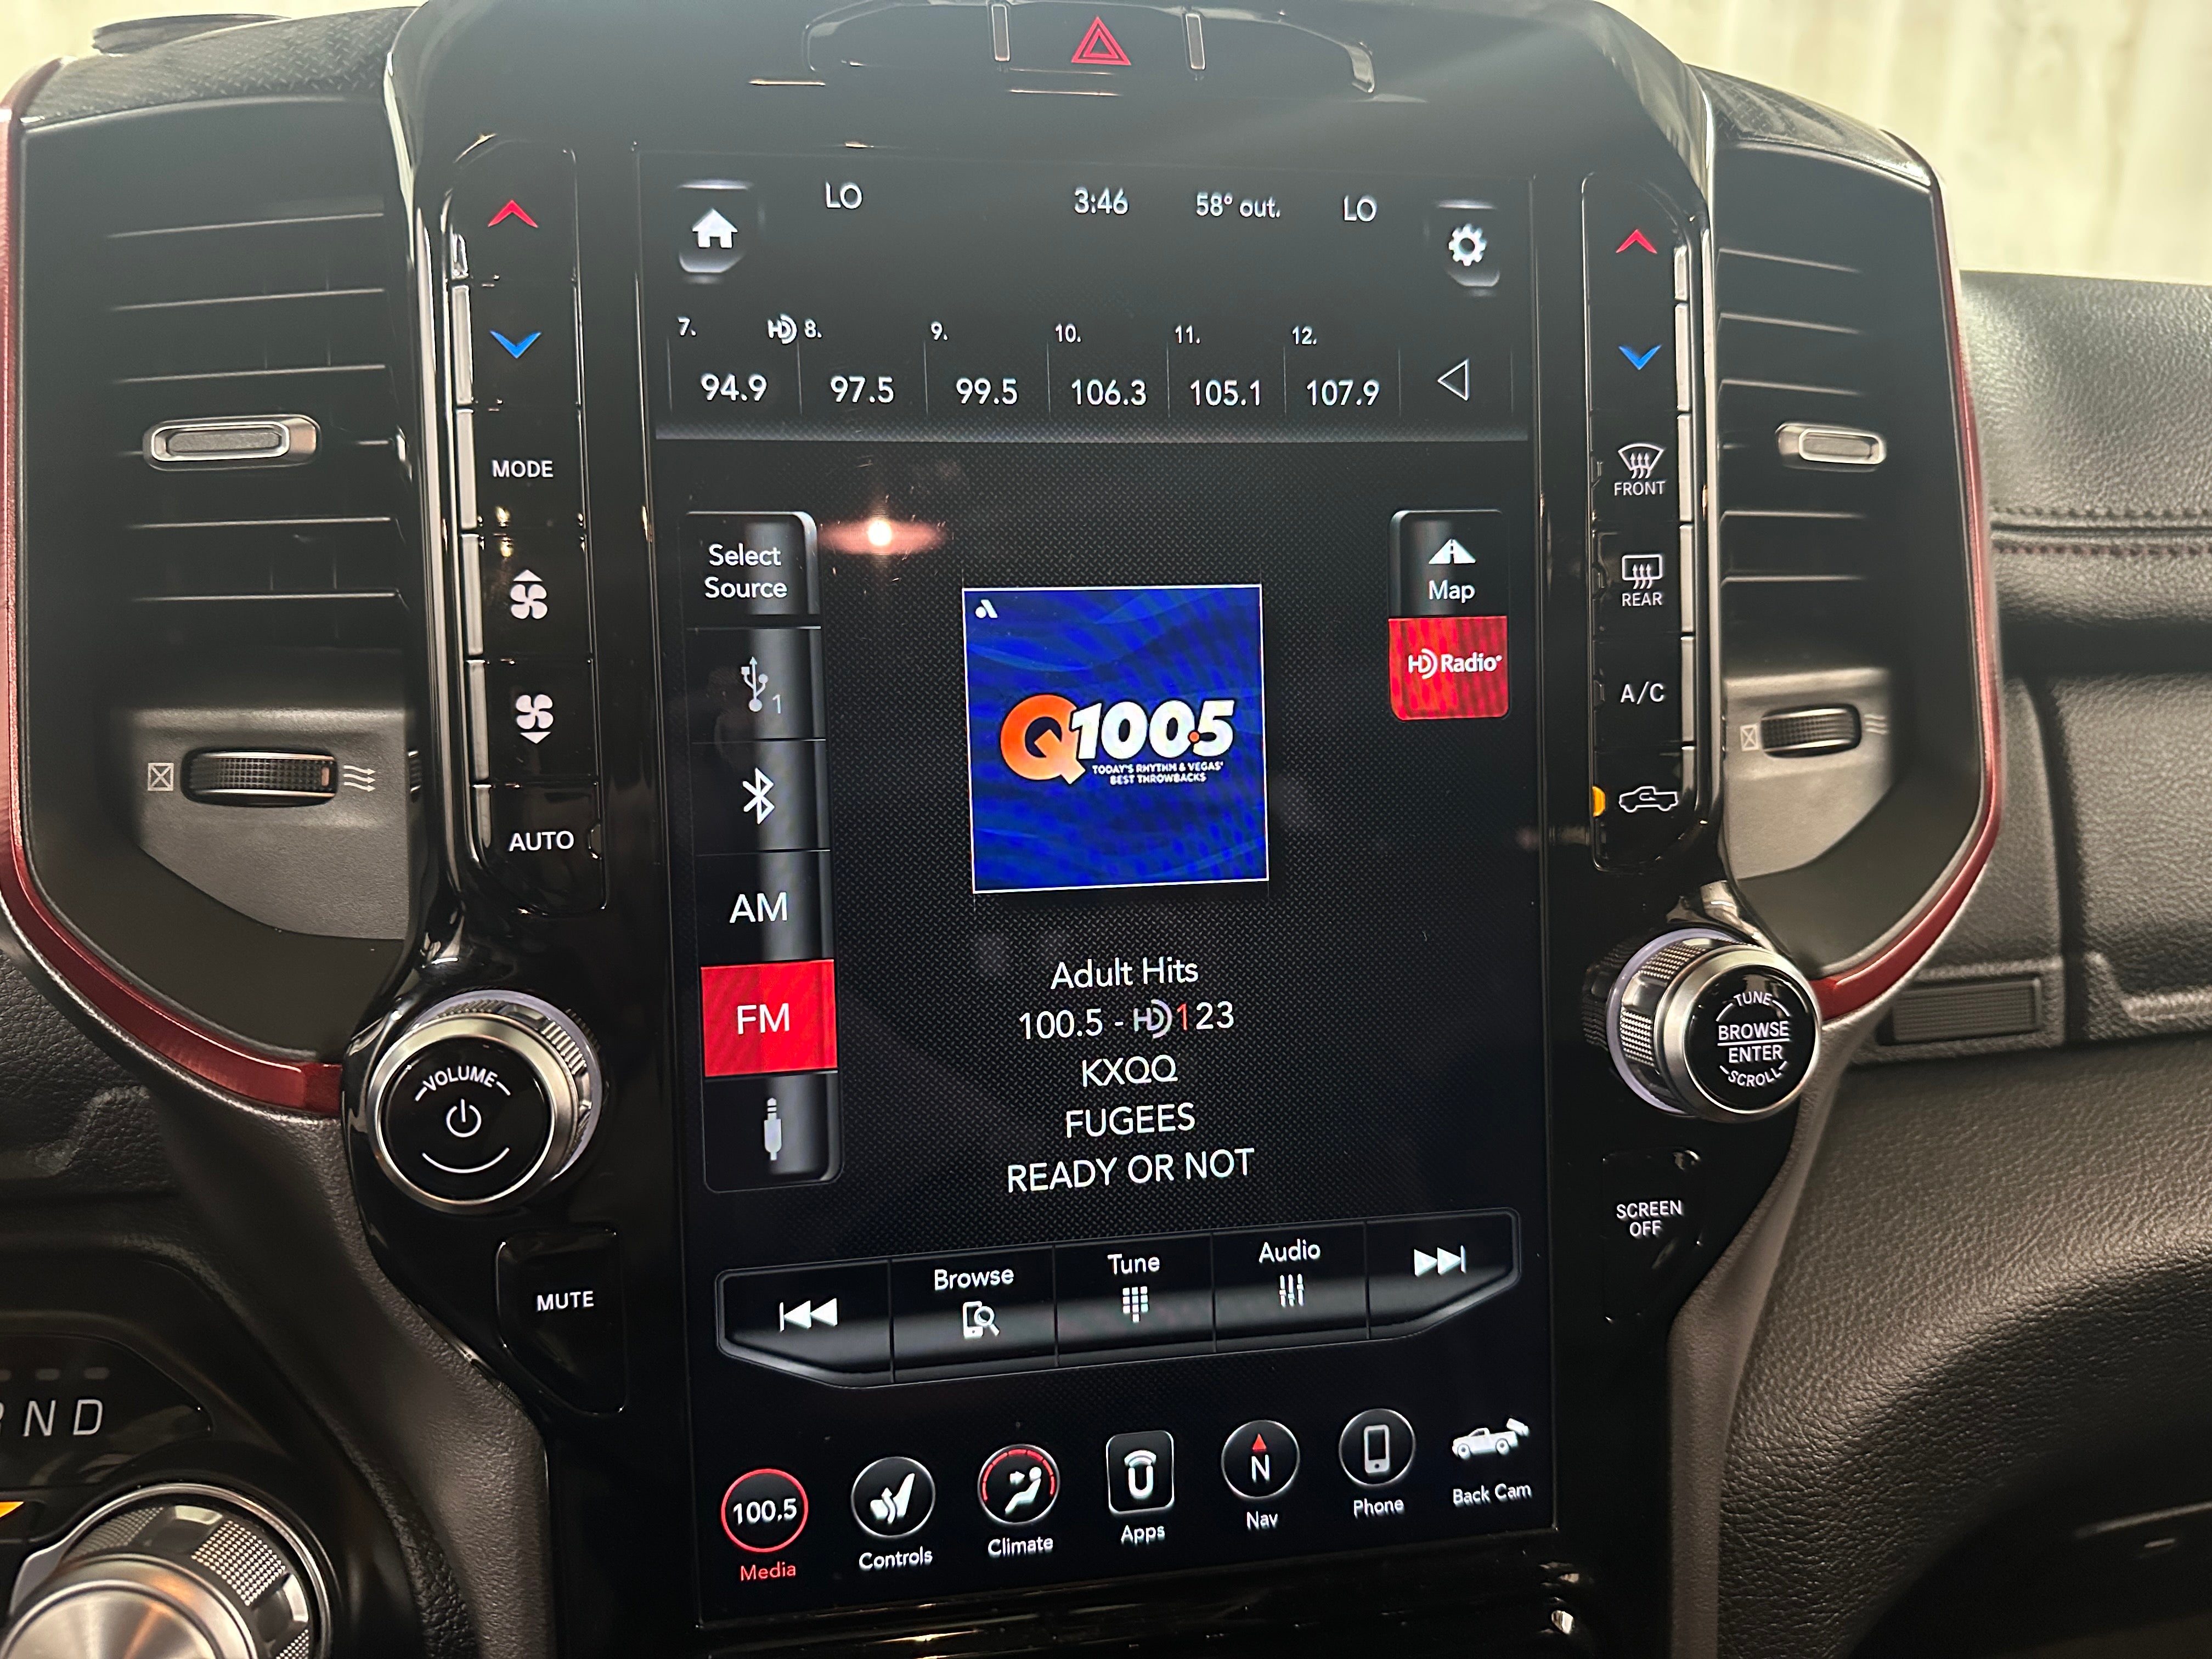 LO 3:46 58° out. LO
7. HD 8. 9. 10. 11. 12.
94.9 97.5 99.5 106.3 105.1 107.9
MODE
AUTO
VOLUME
MUTE
Select
Source
1
AM
FM
Q100.5
TODAY'S RHYTHM & VEGAS'
BEST THROWBACKS
Map
HD Radio
Adult Hits
100.5 - HD 123
KXQQ
FUGEES
READY OR NOT
Browse Tune Audio
100.5 N
Media Controls Climate Apps Nav Phone Back Cam
FRONT
REAR
A/C
TUNE
BROWSE
ENTER
SCROLL
SCREEN
OFF
N D